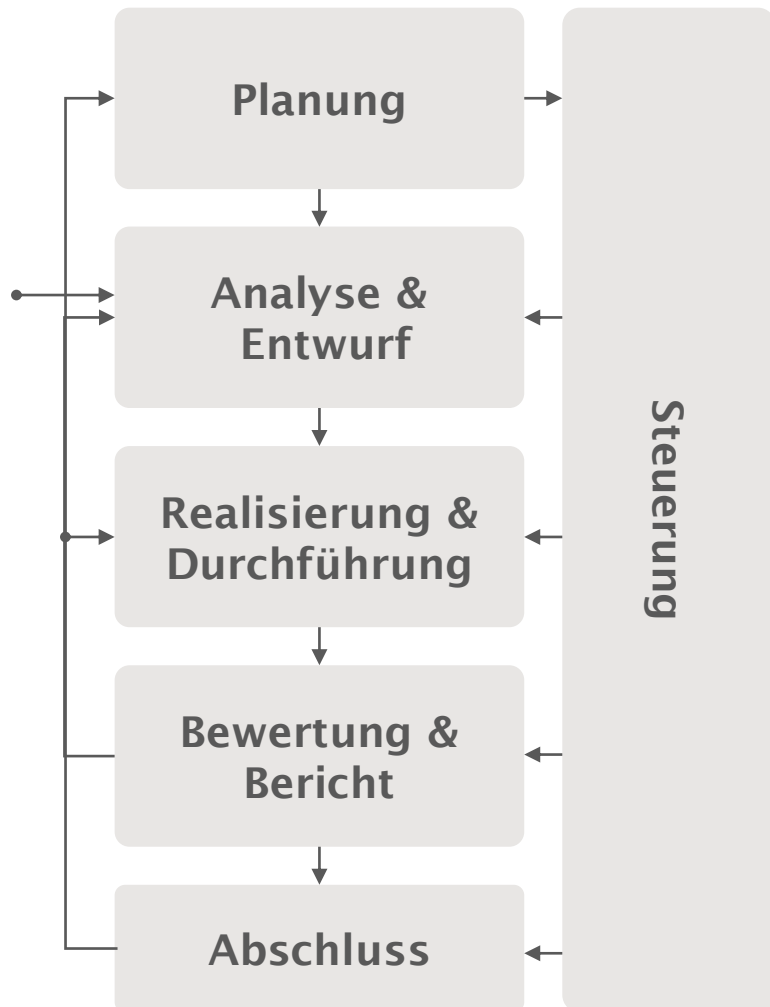 Planung
Analyse &
Entwurf
Realisierung &
Durchführung
Bewertung &
Bericht
Abschluss
Steuerung